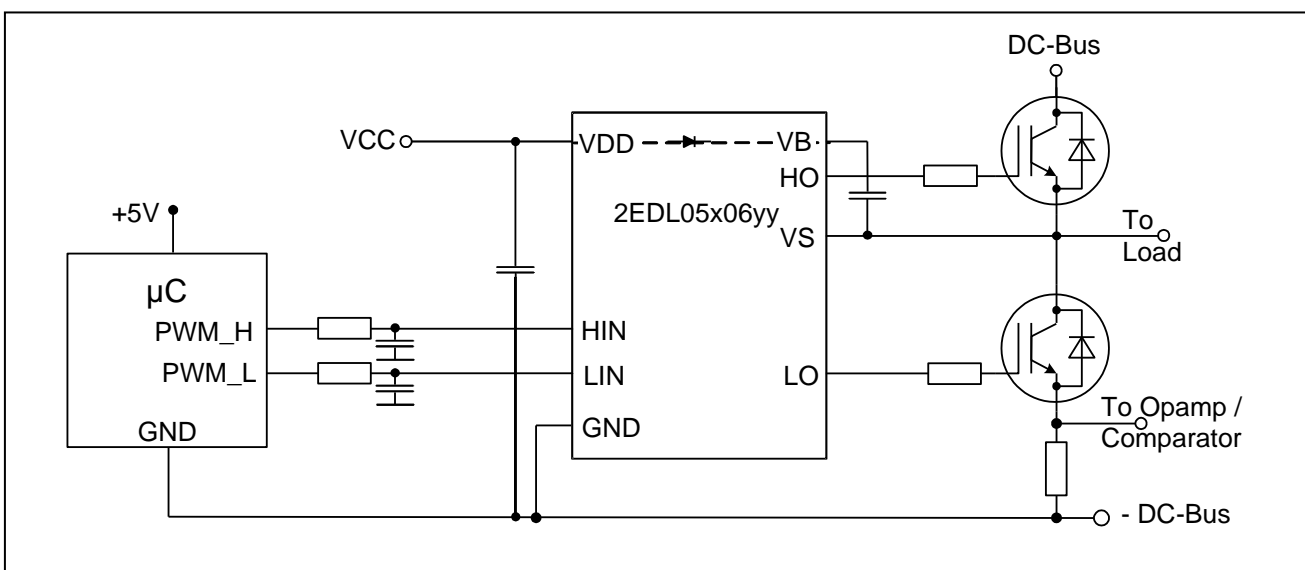 DC-Bus
VCC
VDD
VB
HO
2EDL05x06yy
VS
+5V
To
Load
µC
PWM_H
HIN
PWM_L
LIN
LO
GND
GND
To Opamp /
Comparator
- DC-Bus